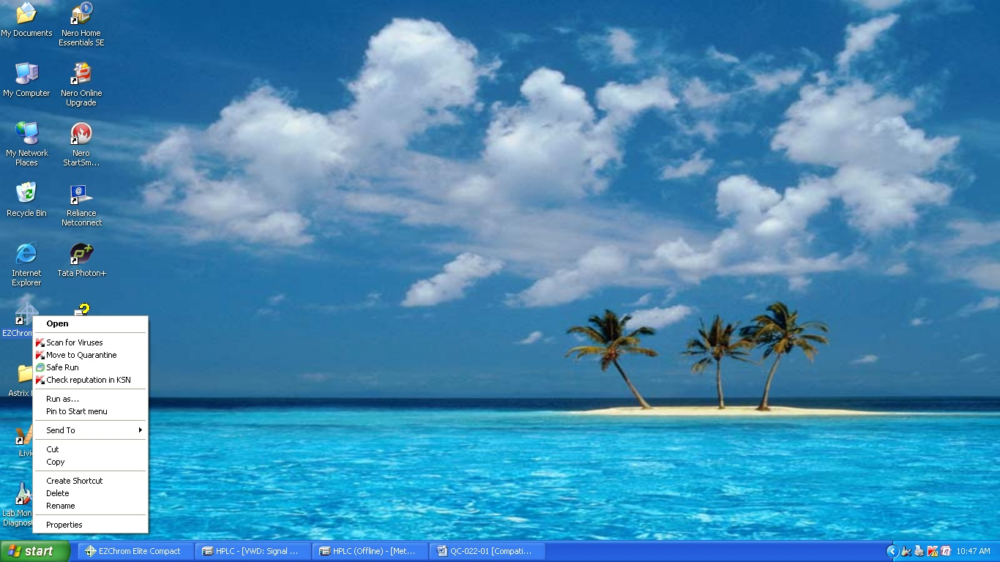 My Documents
Nero Home
Essentials SE
My Computer
Nero Online
Upgrade
My Network
Places
Nero
StartSm...
Recycle Bin
Reliance
Netconnect
Internet
Explorer
Tata Photon+
EZChrom
Astrix
iLivid
Lab Mon
Diagnost
Open
Scan for Viruses
Move to Quarantine
Safe Run
Check reputation in KSN
Run as...
Pin to Start menu
Send To
Cut
Copy
Create Shortcut
Delete
Rename
Properties
start
EZChrom Elite Compact
HPLC - [VWD: Signal ...
HPLC (Offline) - [Met...
QC-022-01 [Compati...
10:47 AM